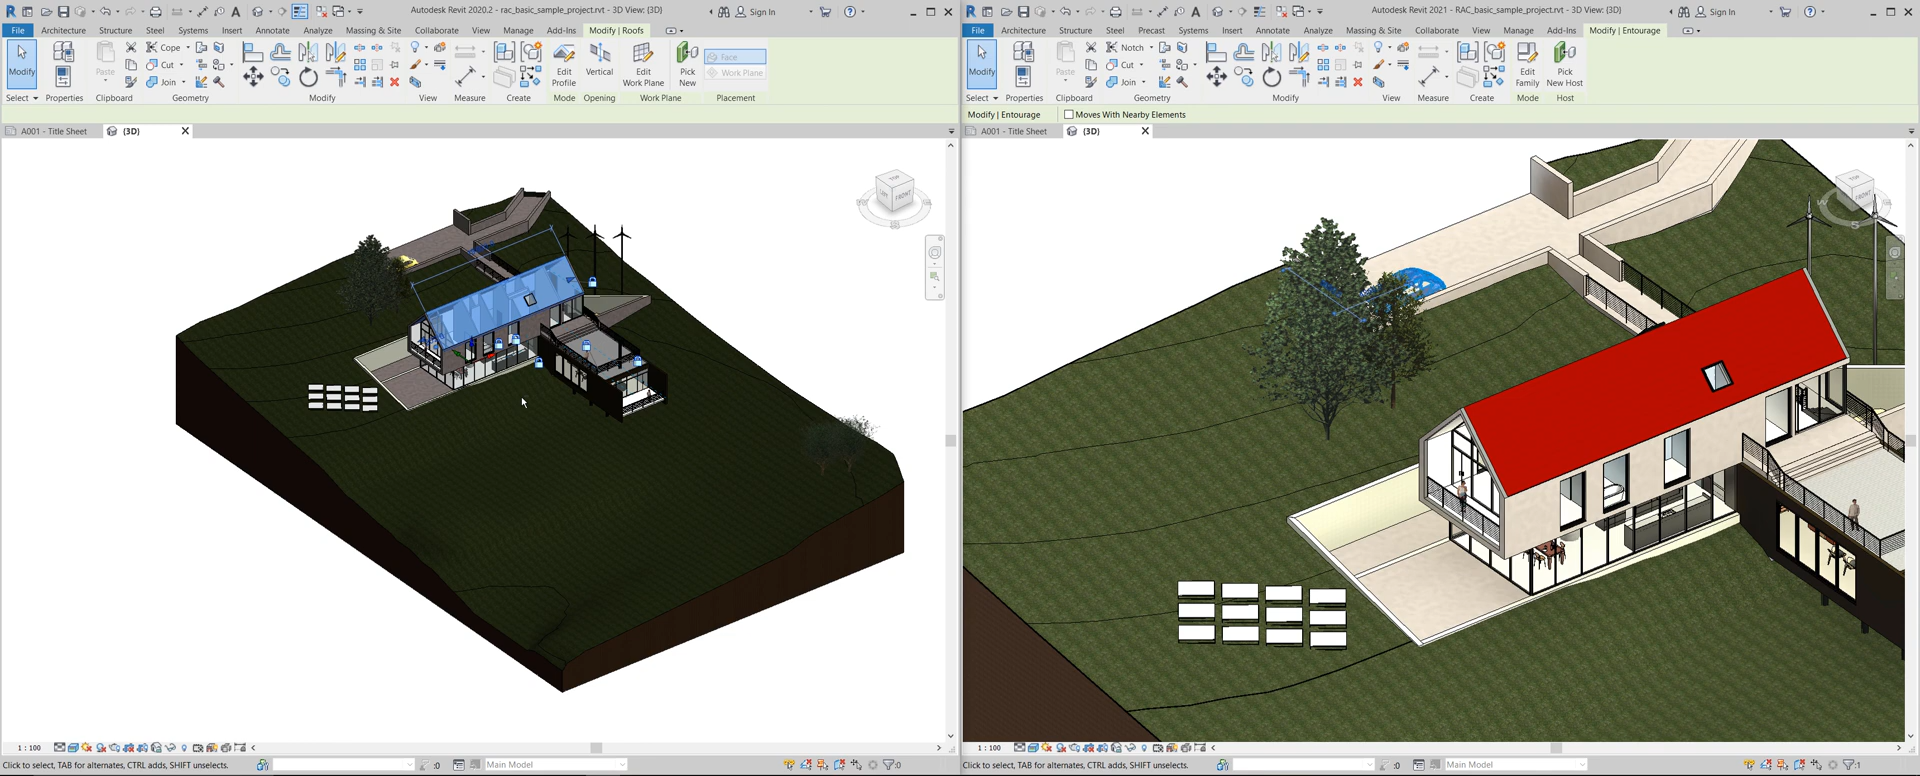 Autodesk Revit 2020.2 - rac_basic_sample_project.rvt - 3D View: {3D}
Sign In
File Architecture Structure Steel Systems Insert Annotate Analyze Massing & Site Collaborate View Manage Add-Ins Modify | Roofs
Modify
Paste
Cope
Cut
Join
Edit Profile
Vertical
Edit Work Plane
Pick New
Face
Work Plane
Select Properties Clipboard Geometry Modify View Measure Create Mode Opening Work Plane Placement
A001 - Title Sheet
{3D}
TOP
FRONT
1 : 100
Click to select, TAB for alternates, CTRL adds, SHIFT unselects.
:0
Main Model
:0
Autodesk Revit 2021 - RAC_basic_sample_project.rvt - 3D View: {3D}
Sign In
File Architecture Structure Steel Precast Systems Insert Annotate Analyze Massing & Site Collaborate View Manage Add-Ins Modify | Entourage
Modify
Paste
Notch
Cut
Join
Edit Family
Pick New Host
Select Properties Clipboard Geometry Modify View Measure Create Mode Host
Modify | Entourage
Moves With Nearby Elements
A001 - Title Sheet
{3D}
TOP
FRONT
W
S
1 : 100
Click to select, TAB for alternates, CTRL adds, SHIFT unselects.
:0
Main Model
:1